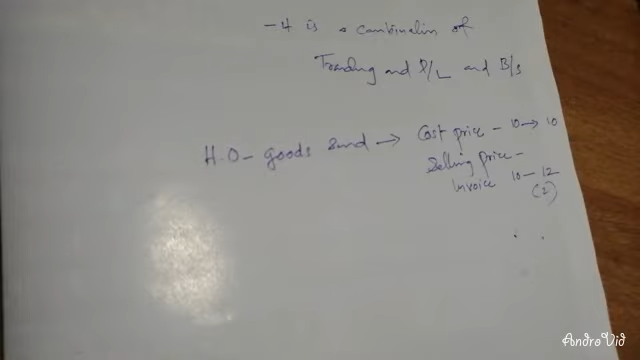 -4 is a combination of
Trading and P/L and B/S
H.O - goods send → Cost price - 10 → 10
Selling price -
Invoice 10 - 12
(2)
AndroVid